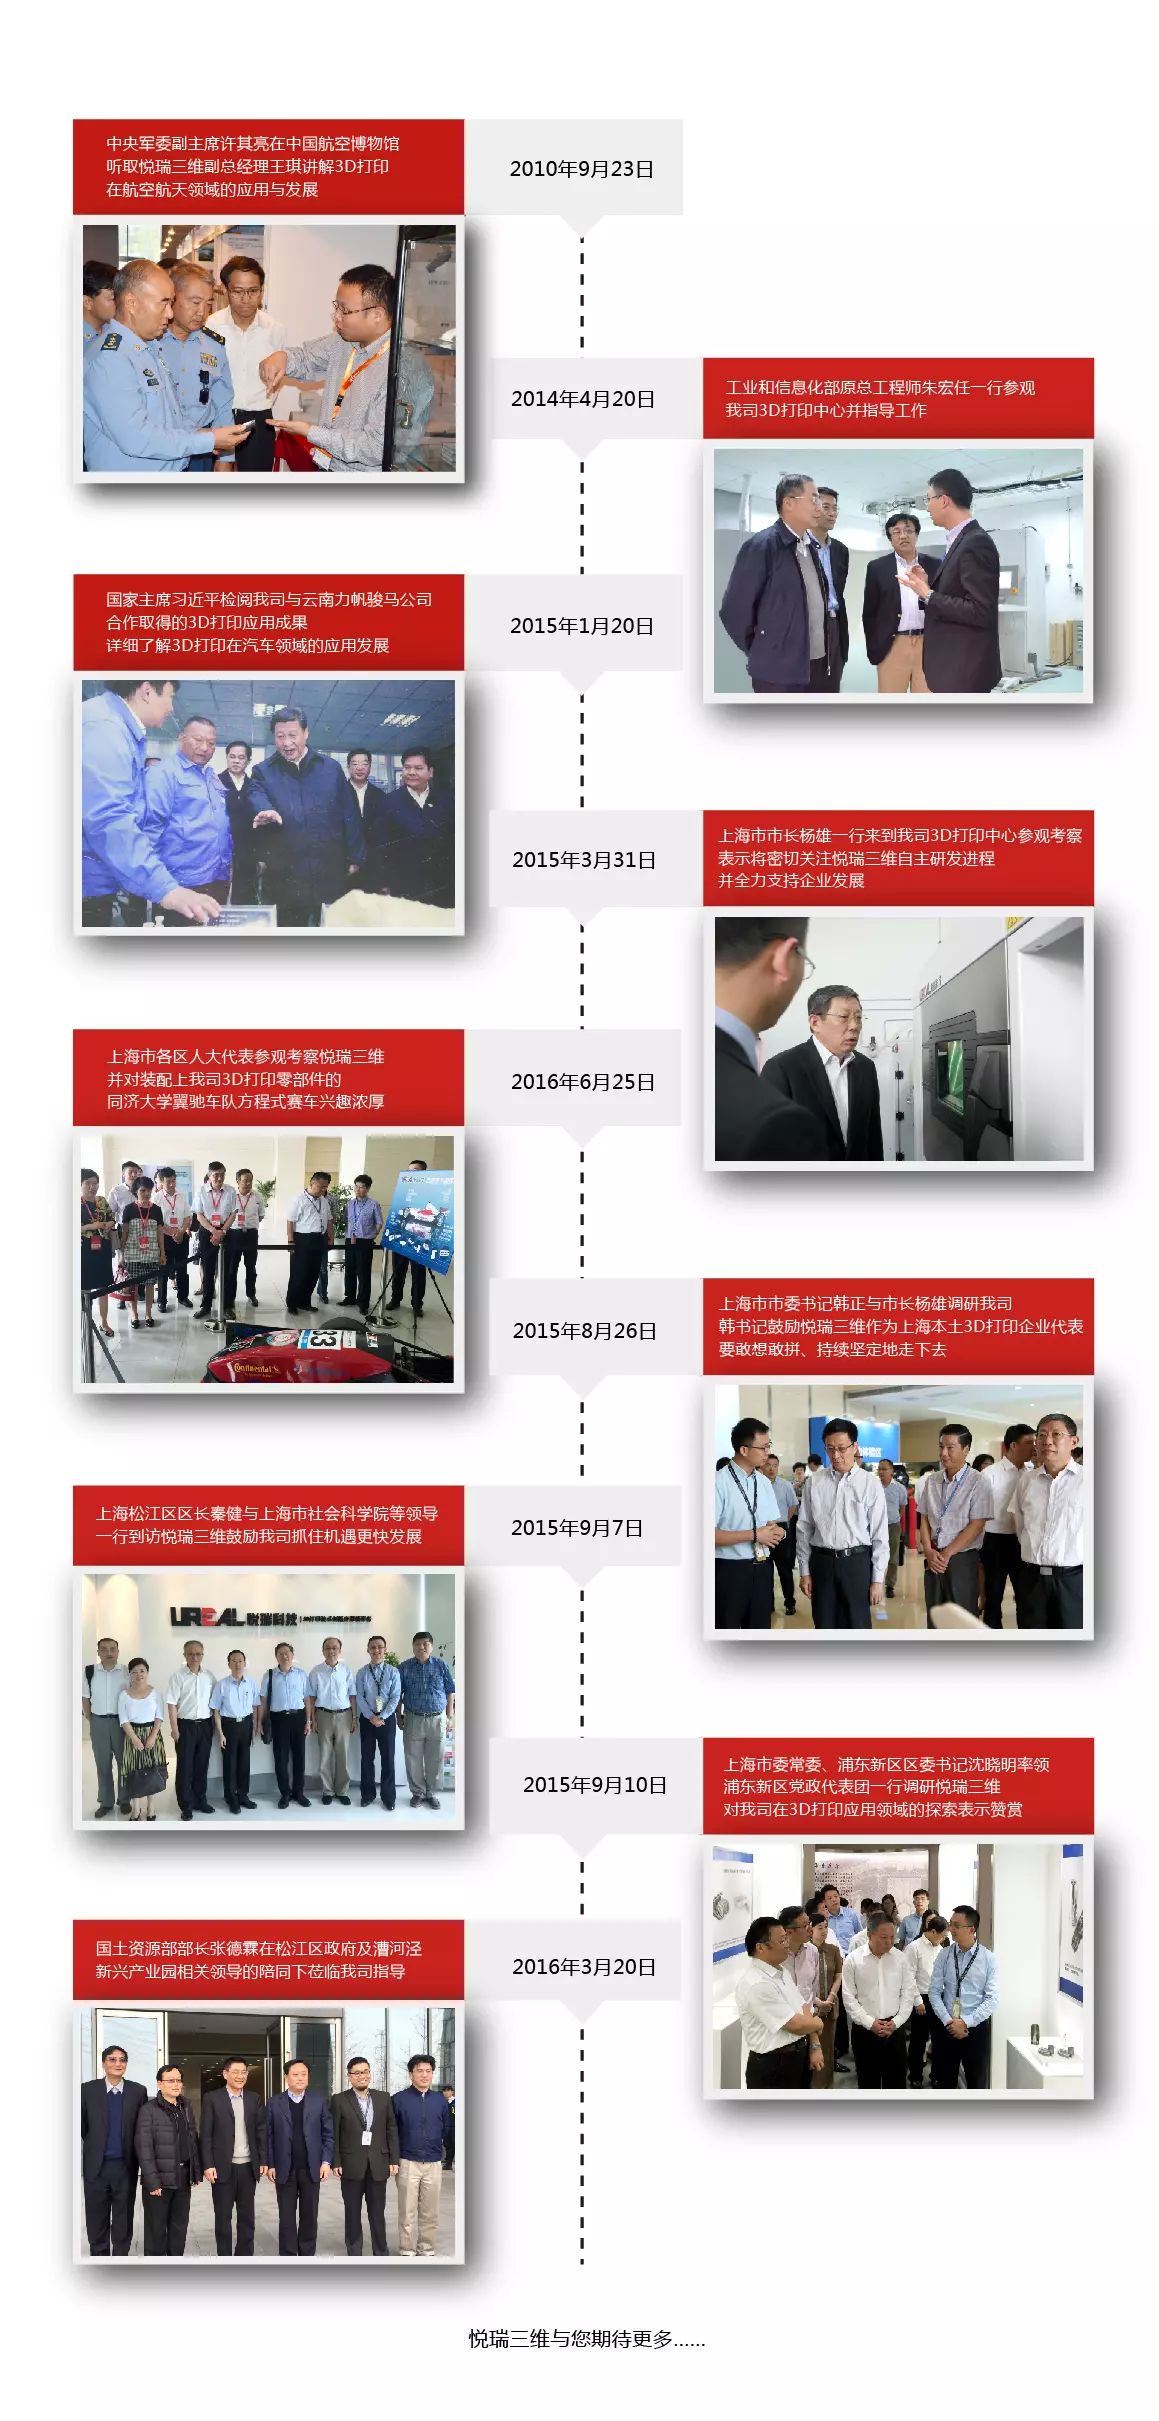 中央军委副主席许其亮在中国航空博物馆
听取悦瑞三维副总经理王琪讲解3D打印
在航空航天领域的应用与发展
2010年9月23日
2014年4月20日
工业和信息化部原总工程师朱宏任一行参观
我司3D打印中心并指导工作
国家主席习近平检阅我司与云南力帆骏马公司
合作取得的3D打印应用成果
详细了解3D打印在汽车领域的应用发展
2015年1月20日
2015年3月31日
上海市市长杨雄一行来到我司3D打印中心参观考察
表示将密切关注悦瑞三维自主研发进程
并全力支持企业发展
上海市各区人大代表参观考察悦瑞三维
并对装配上我司3D打印零部件的
同济大学翼驰车队方程式赛车兴趣浓厚
2016年6月25日
33
Continental
2015年8月26日
上海市市委书记韩正与市长杨雄调研我司
韩书记鼓励悦瑞三维作为上海本土3D打印企业代表
要敢想敢拼、持续坚定地走下去
上海松江区区长秦健与上海市社会科学院等领导
一行到访悦瑞三维鼓励我司抓住机遇更快发展
2015年9月7日
UREAL 悦瑞科技
2015年9月10日
上海市委常委、浦东新区区委书记沈晓明率领
浦东新区党政代表团一行调研悦瑞三维
对我司在3D打印应用领域的探索表示赞赏
国土资源部部长张德霖在松江区政府及漕河泾
新兴产业园相关领导的陪同下莅临我司指导
2016年3月20日
悦瑞三维与您期待更多......